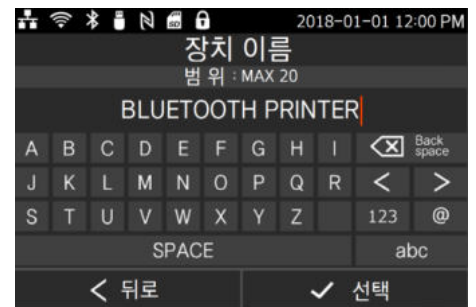 2018-01-01 12:00 PM
장치 이름
범 위 : MAX 20
BLUETOOTH PRINTER
A B C D E F G H I Back space
J K L M N O P Q R < >
S T U V W X Y Z 123 @
SPACE abc
< 뒤로 ✓ 선택